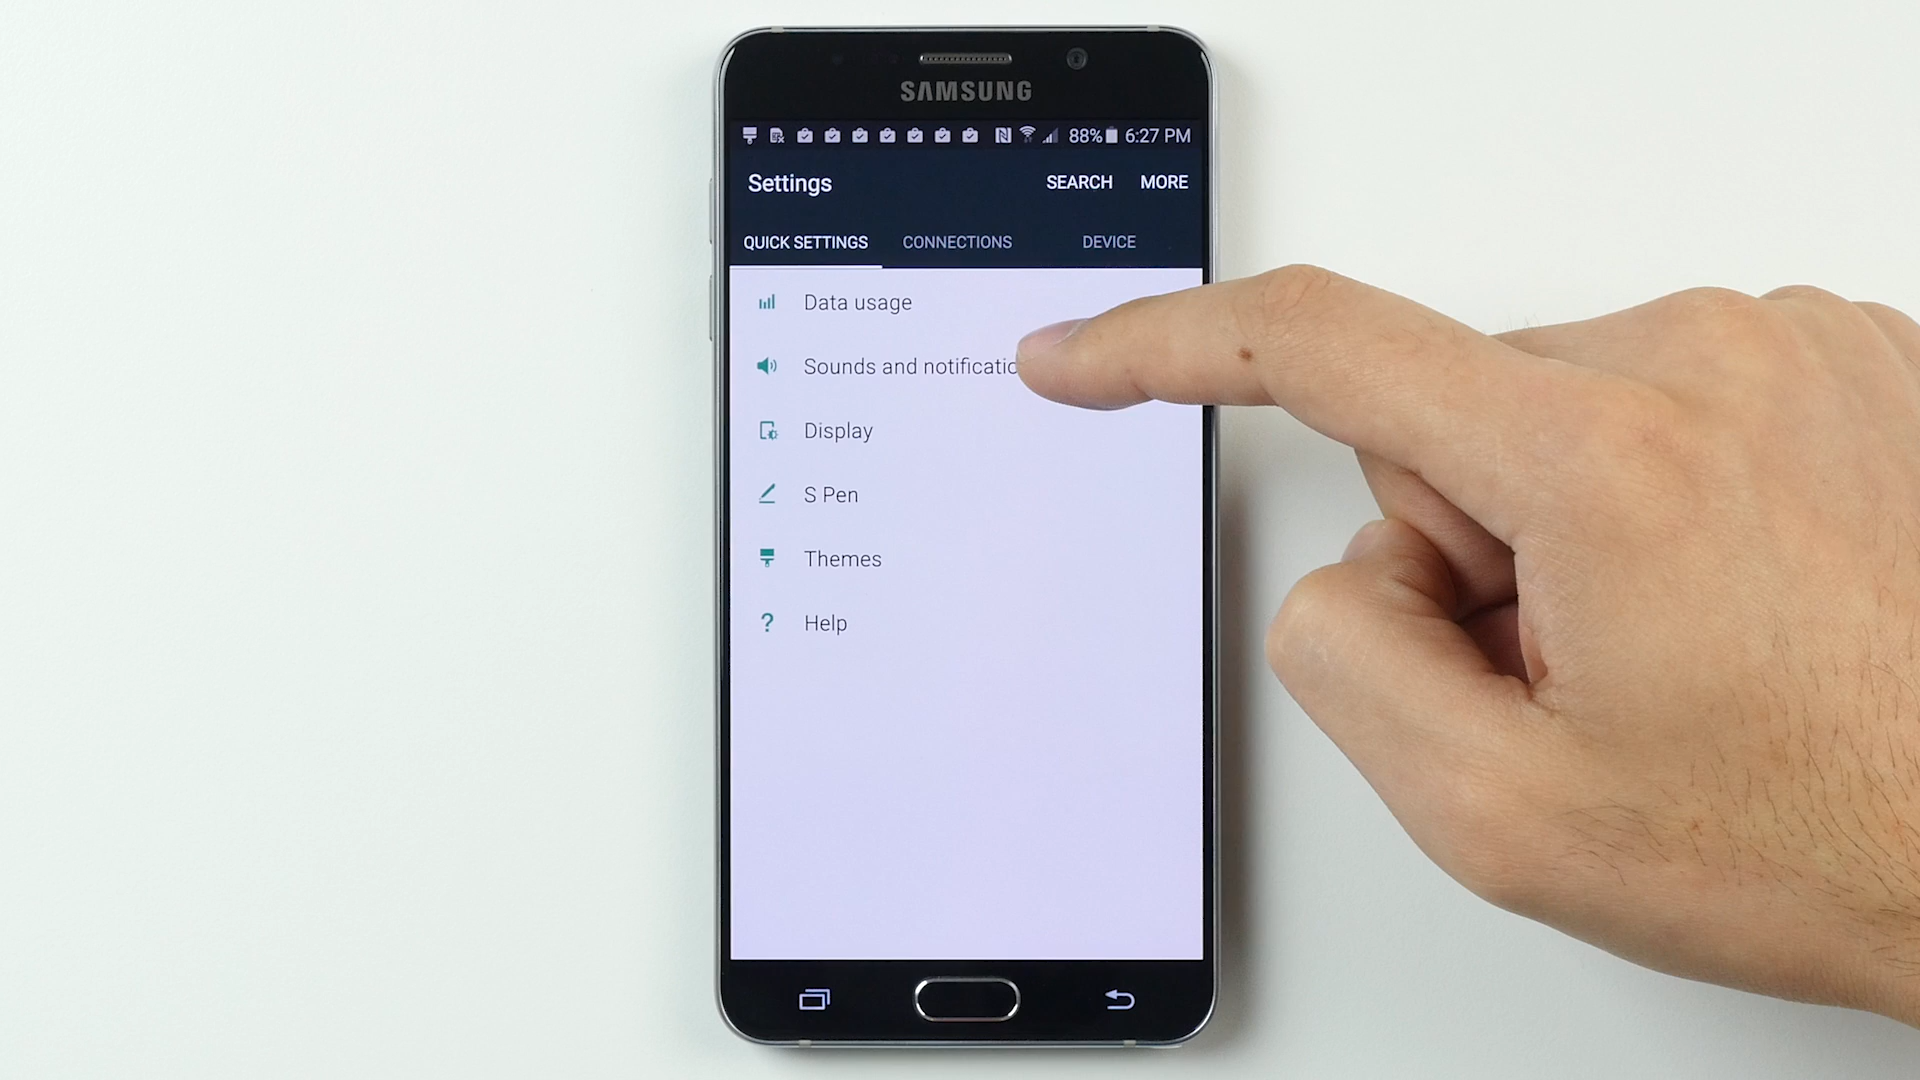 SAMSUNG
88% 6:27 PM
Settings SEARCH MORE
QUICK SETTINGS CONNECTIONS DEVICE
Data usage
Sounds and notificatio
Display
S Pen
Themes
? Help